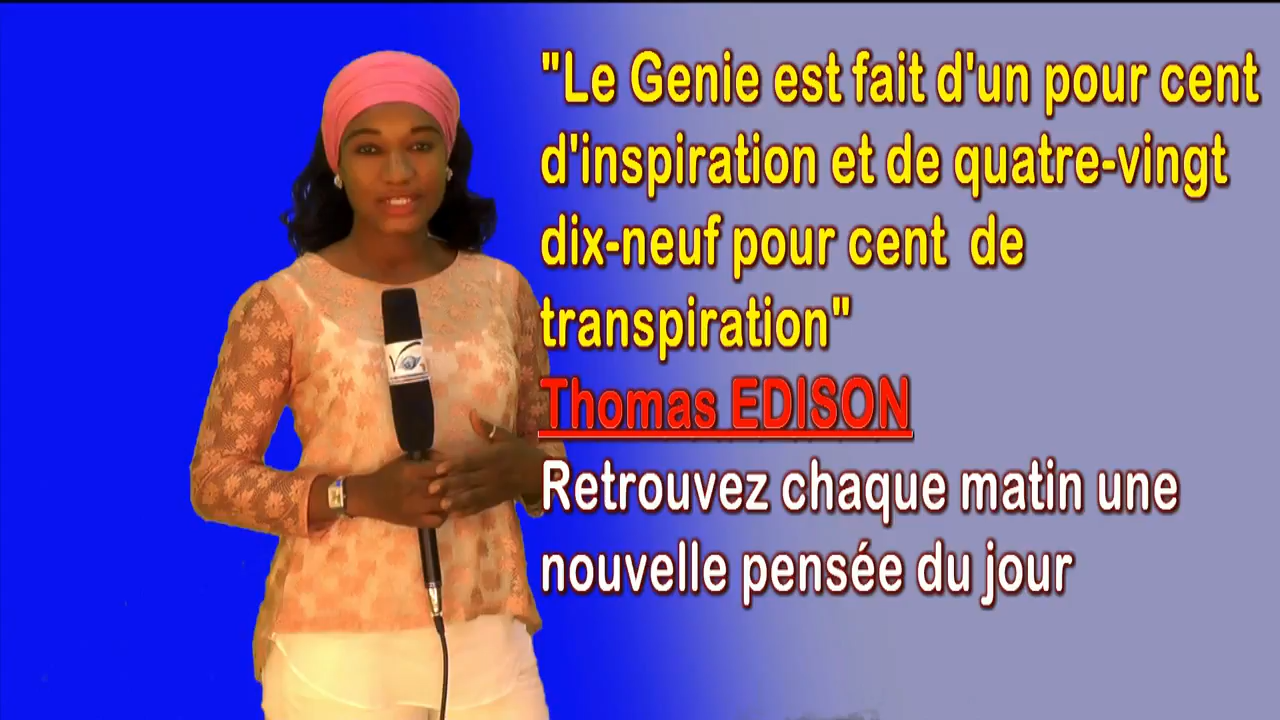 "Le Genie est fait d'un pour cent
d'inspiration et de quatre-vingt
dix-neuf pour cent  de
transpiration"
Thomas EDISON
Retrouvez chaque matin une
nouvelle pensée du jour